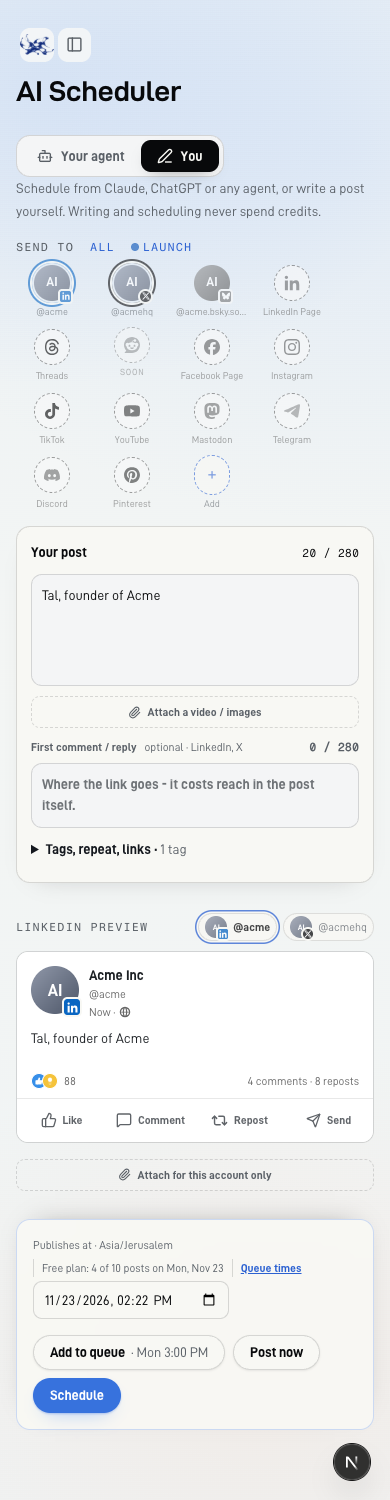 AI Scheduler
Your agent You
Schedule from Claude, ChatGPT or any agent, or write a post
yourself. Writing and scheduling never spend credits.
SEND TO ALL LAUNCH
AI AI AI
@acme @acmehq @acme.bsky.so... LinkedIn Page
Threads SOON Facebook Page Instagram
TikTok YouTube Mastodon Telegram
Discord Pinterest Add
Your post 20 / 280
Tal, founder of Acme
Attach a video / images
First comment / reply optional · LinkedIn, X 0 / 280
Where the link goes - it costs reach in the post
itself.
Tags, repeat, links · 1 tag
LINKEDIN PREVIEW AI @acme AI @acmehq
AI
Acme Inc
@acme
Now ·
Tal, founder of Acme
88 4 comments · 8 reposts
Like Comment Repost Send
Attach for this account only
Publishes at · Asia/Jerusalem
Free plan: 4 of 10 posts on Mon, Nov 23 Queue times
11/23/2026, 02:22 PM
Add to queue · Mon 3:00 PM Post now
Schedule
N